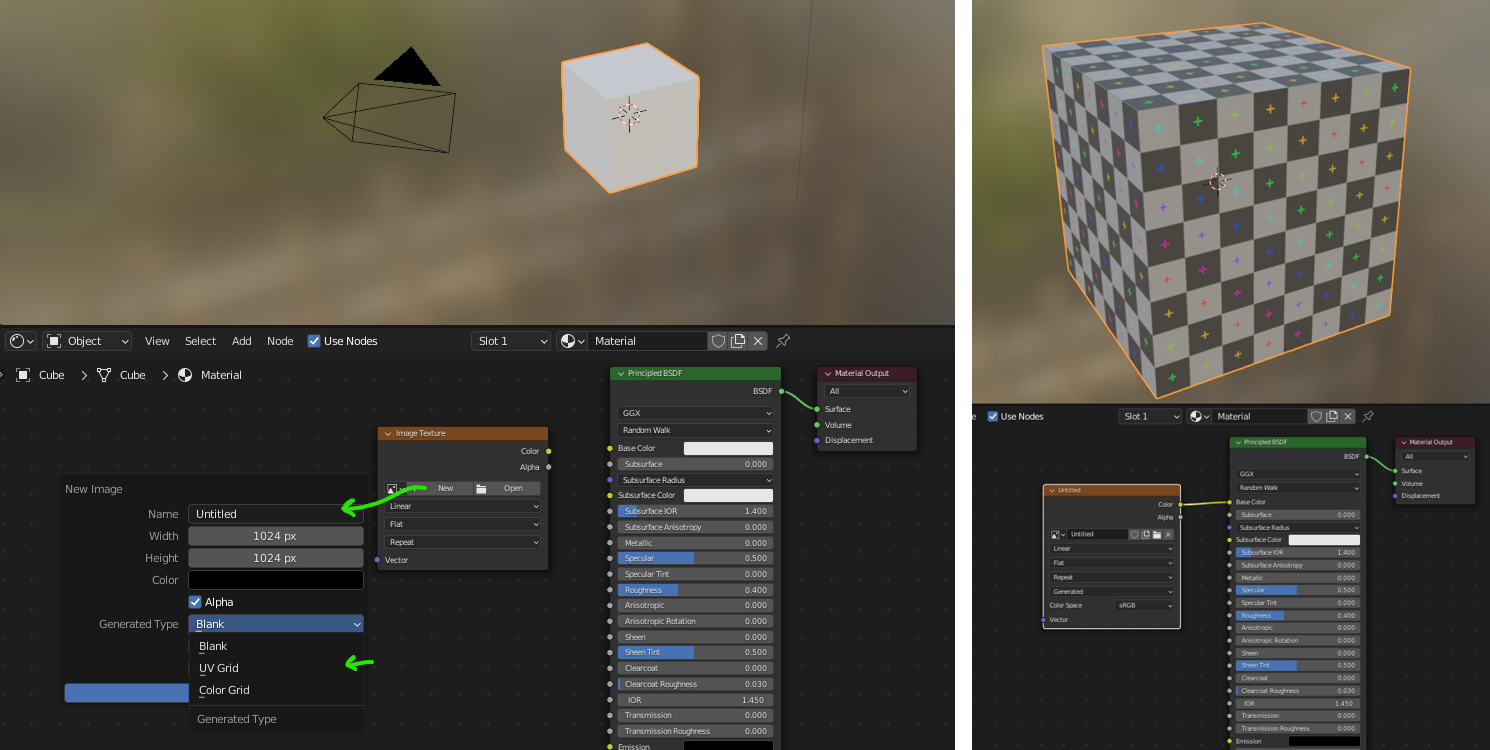 Object View Select Add Node Use Nodes Slot 1 Material
Cube Cube Material
New Image
Name Untitled
Width 1024 px
Height 1024 px
Color
Alpha
Generated Type Blank
Blank
UV Grid
Color Grid
Generated Type
Image Texture
Color
Alpha
New Open
Linear
Flat
Repeat
Vector
Principled BSDF
BSDF
GGX
Random Walk
Base Color
Subsurface 0.000
Subsurface Radius
Subsurface Color
Subsurface IOR 1.400
Subsurface Anisotropy 0.000
Metallic 0.000
Specular 0.500
Specular Tint 0.000
Roughness 0.400
Anisotropic 0.000
Anisotropic Rotation 0.000
Sheen 0.000
Sheen Tint 0.500
Clearcoat 0.000
Clearcoat Roughness 0.030
IOR 1.450
Transmission 0.000
Transmission Roughness 0.000
Emission
Material Output
All
Surface
Volume
Displacement
e Use Nodes Slot 1 Material
Untitled
Color
Alpha
Untitled
Linear
Flat
Repeat
Generated
Color Space sRGB
Vector
Principled BSDF
BSDF
GGX
Random Walk
Base Color
Subsurface 0.000
Subsurface Radius
Subsurface Color
Subsurface IOR 1.400
Subsurface Anisotropy 0.000
Metallic 0.000
Specular 0.500
Specular Tint 0.000
Roughness 0.400
Anisotropic 0.000
Anisotropic Rotation 0.000
Sheen 0.000
Sheen Tint 0.500
Clearcoat 0.000
Clearcoat Roughness 0.030
IOR 1.450
Transmission 0.000
Transmission Roughness 0.000
Emission
Material Output
All
Surface
Volume
Displacement